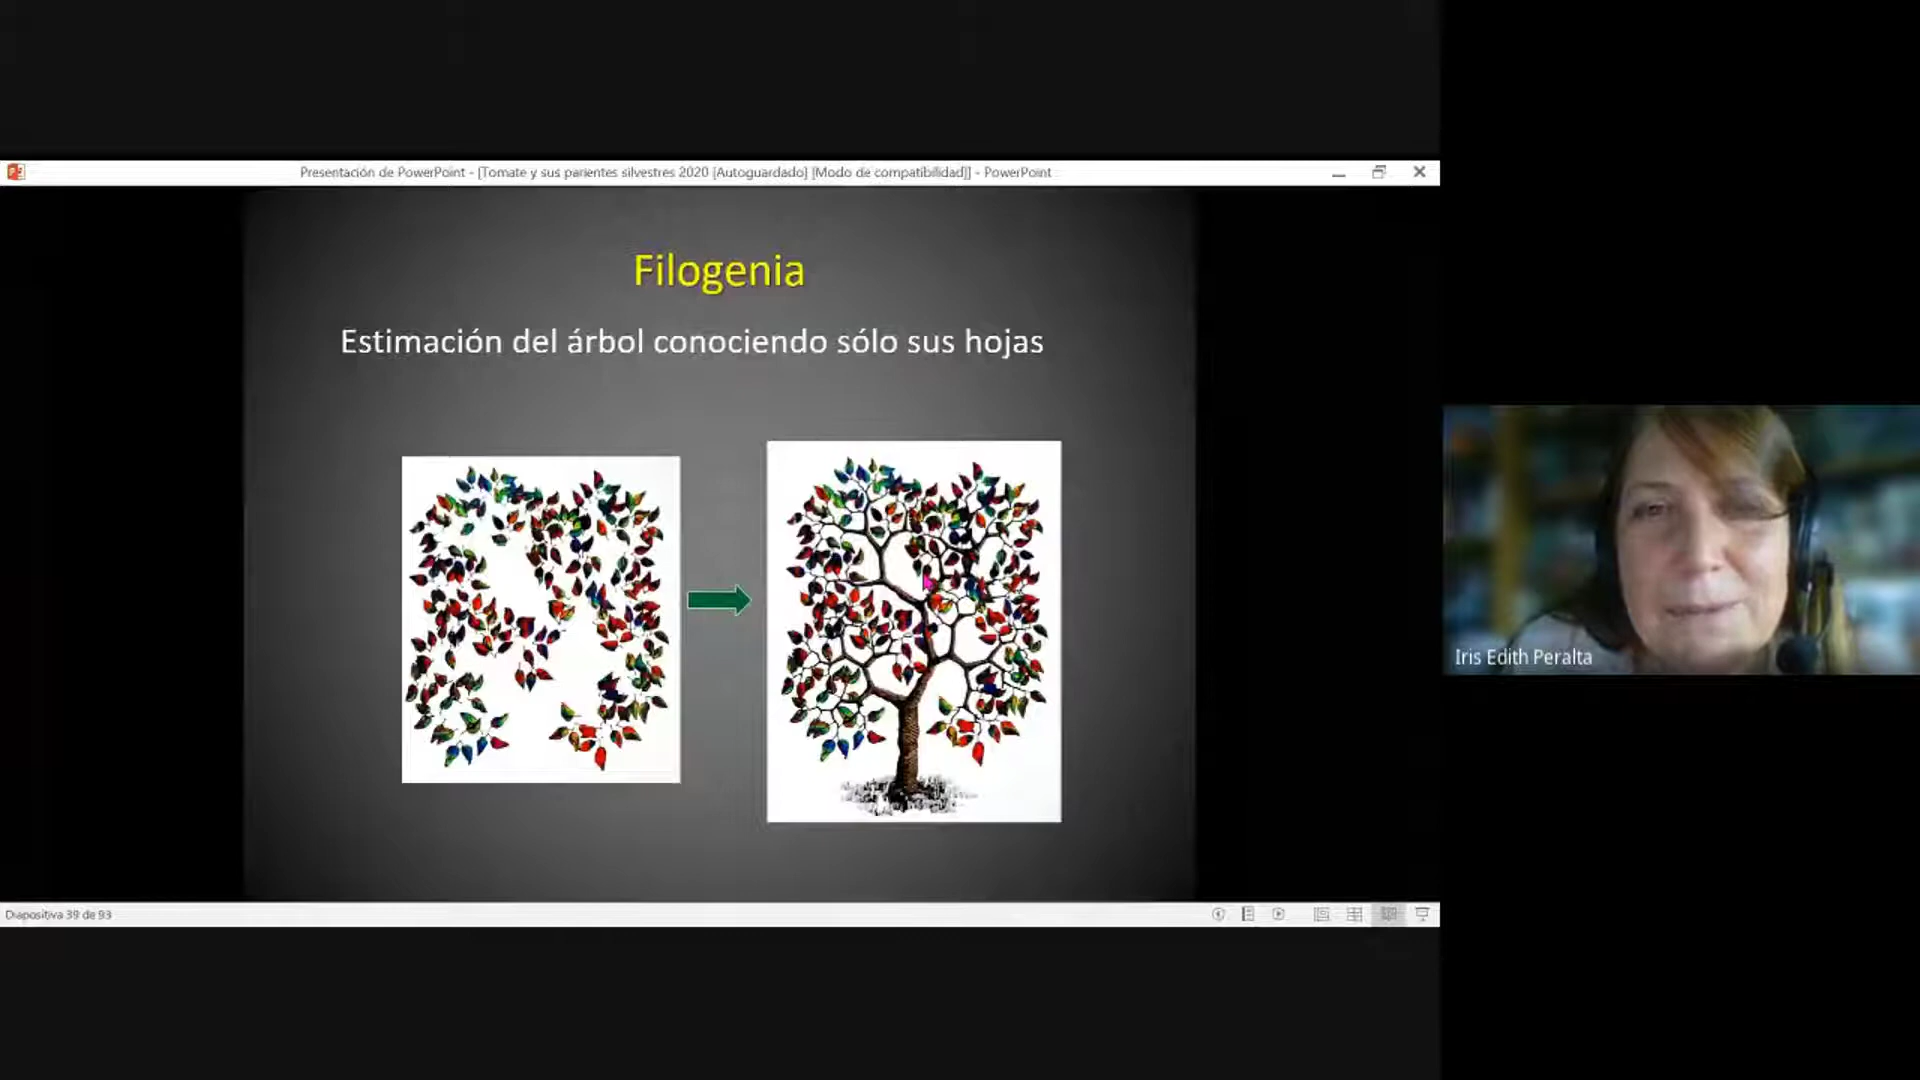 Presentación de PowerPoint - [Tomate y sus parientes silvestres 2020 [Autoguardado] [Modo de compatibilidad]] - PowerPoint
Filogenia
Estimación del árbol conociendo sólo sus hojas
Iris Edith Peralta
Diapositiva 39 de 93